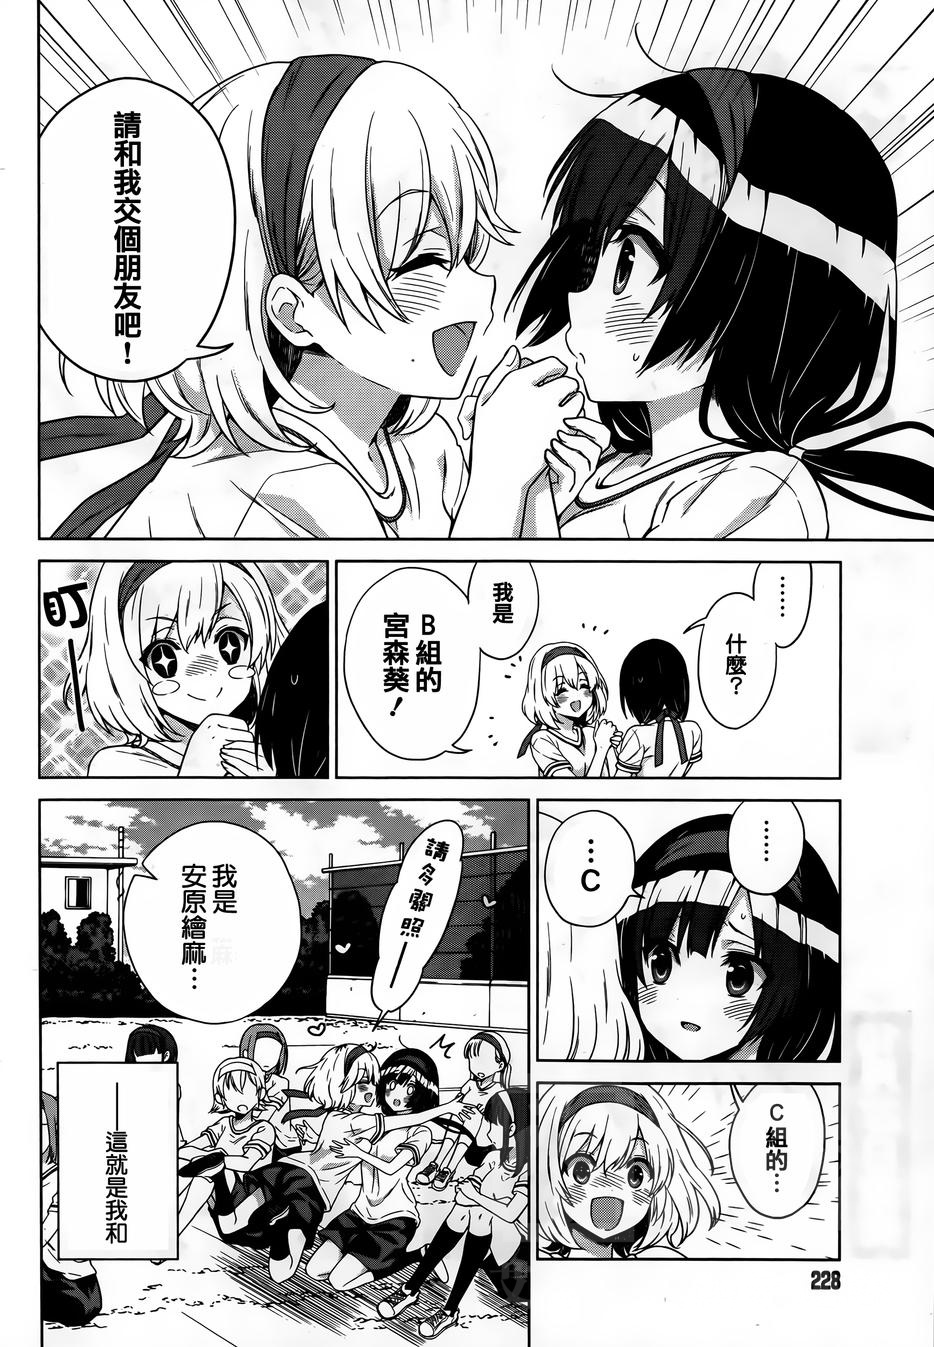 請和我交個朋友吧！
……
什麼？
我是
B組的
宮森葵！
盯——
……
…C
C組的…
請多關照——
我是
安原繪麻…
——這就是我和
228